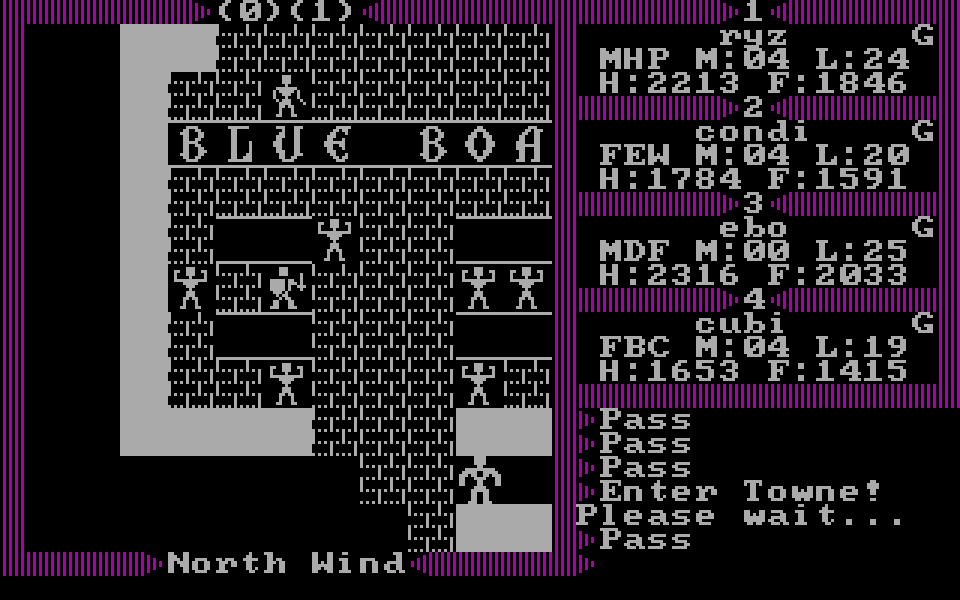 (0)(1)
BLUE BOA
North Wind
1
ryz G
MHP M:04 L:24
H:2213 F:1846
2
condi G
FEW M:04 L:20
H:1784 F:1591
3
ebo G
MDF M:00 L:25
H:2316 F:2033
4
cubi G
FBC M:04 L:19
H:1653 F:1415
Pass
Pass
Pass
Enter Towne!
Please wait...
Pass